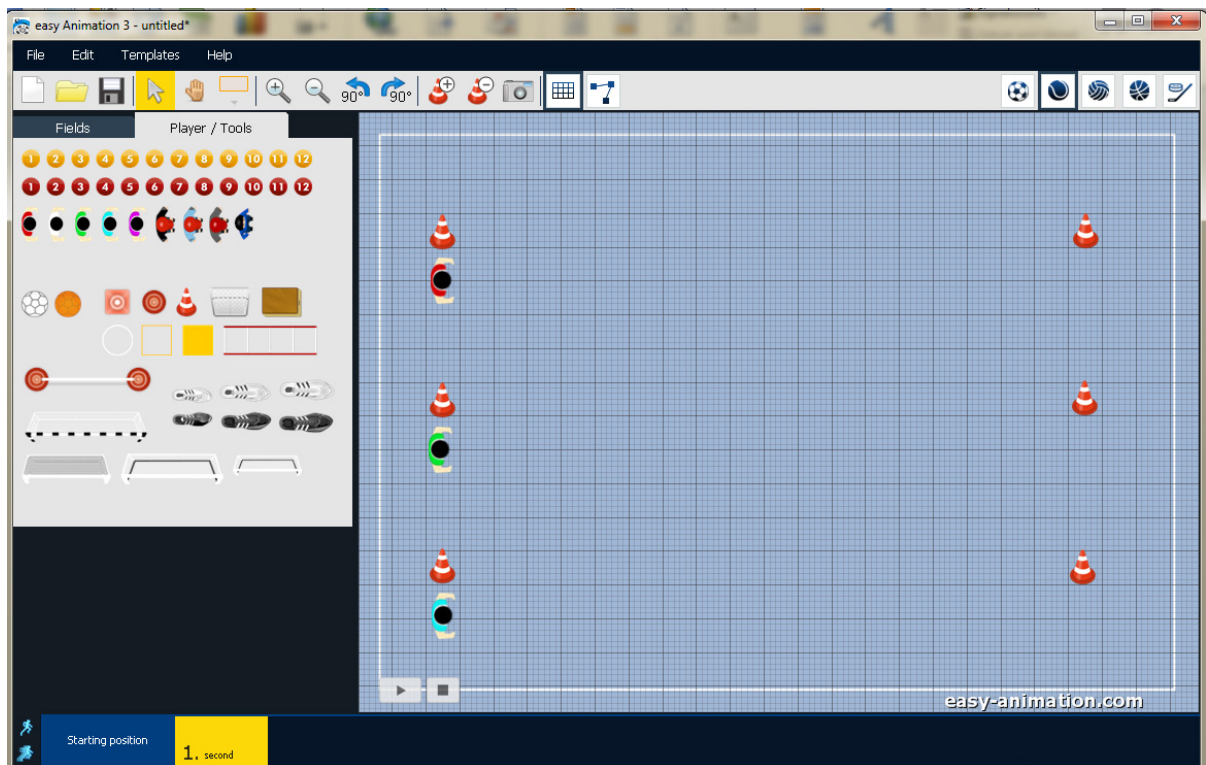 easy Animation 3 - untitled*
File Edit Templates Help
90° 90°
Fields Player / Tools
1 2 3 4 5 6 7 8 9 10 11 12
1 2 3 4 5 6 7 8 9 10 11 12
easy-animation.com
Starting position 1. second